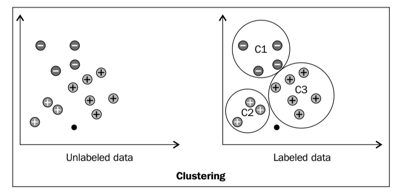 C1
C3
C2
Unlabeled data
Labeled data
Clustering